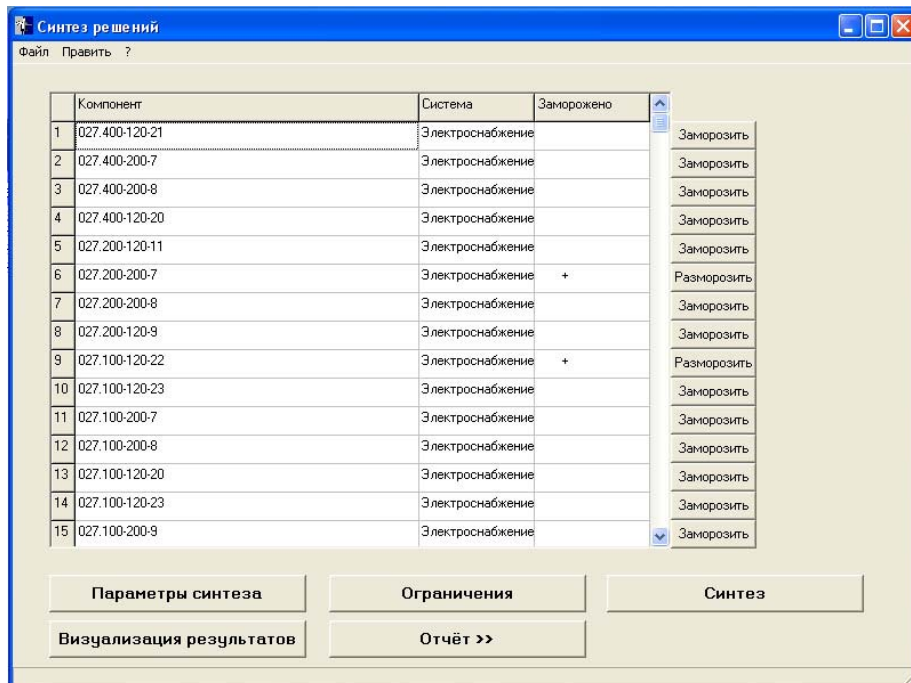 Синтез решений
Файл Править ?
Компонент Система Заморожено
1 027.400-120-21 Электроснабжение Заморозить
2 027.400-200-7 Электроснабжение Заморозить
3 027.400-200-8 Электроснабжение Заморозить
4 027.400-120-20 Электроснабжение Заморозить
5 027.200-120-11 Электроснабжение Заморозить
6 027.200-200-7 Электроснабжение + Разморозить
7 027.200-200-8 Электроснабжение Заморозить
8 027.200-120-9 Электроснабжение Заморозить
9 027.100-120-22 Электроснабжение + Разморозить
10 027.100-120-23 Электроснабжение Заморозить
11 027.100-200-7 Электроснабжение Заморозить
12 027.100-200-8 Электроснабжение Заморозить
13 027.100-120-20 Электроснабжение Заморозить
14 027.100-120-23 Электроснабжение Заморозить
15 027.100-200-9 Электроснабжение Заморозить
Параметры синтеза Ограничения Синтез
Визуализация результатов Отчёт >>